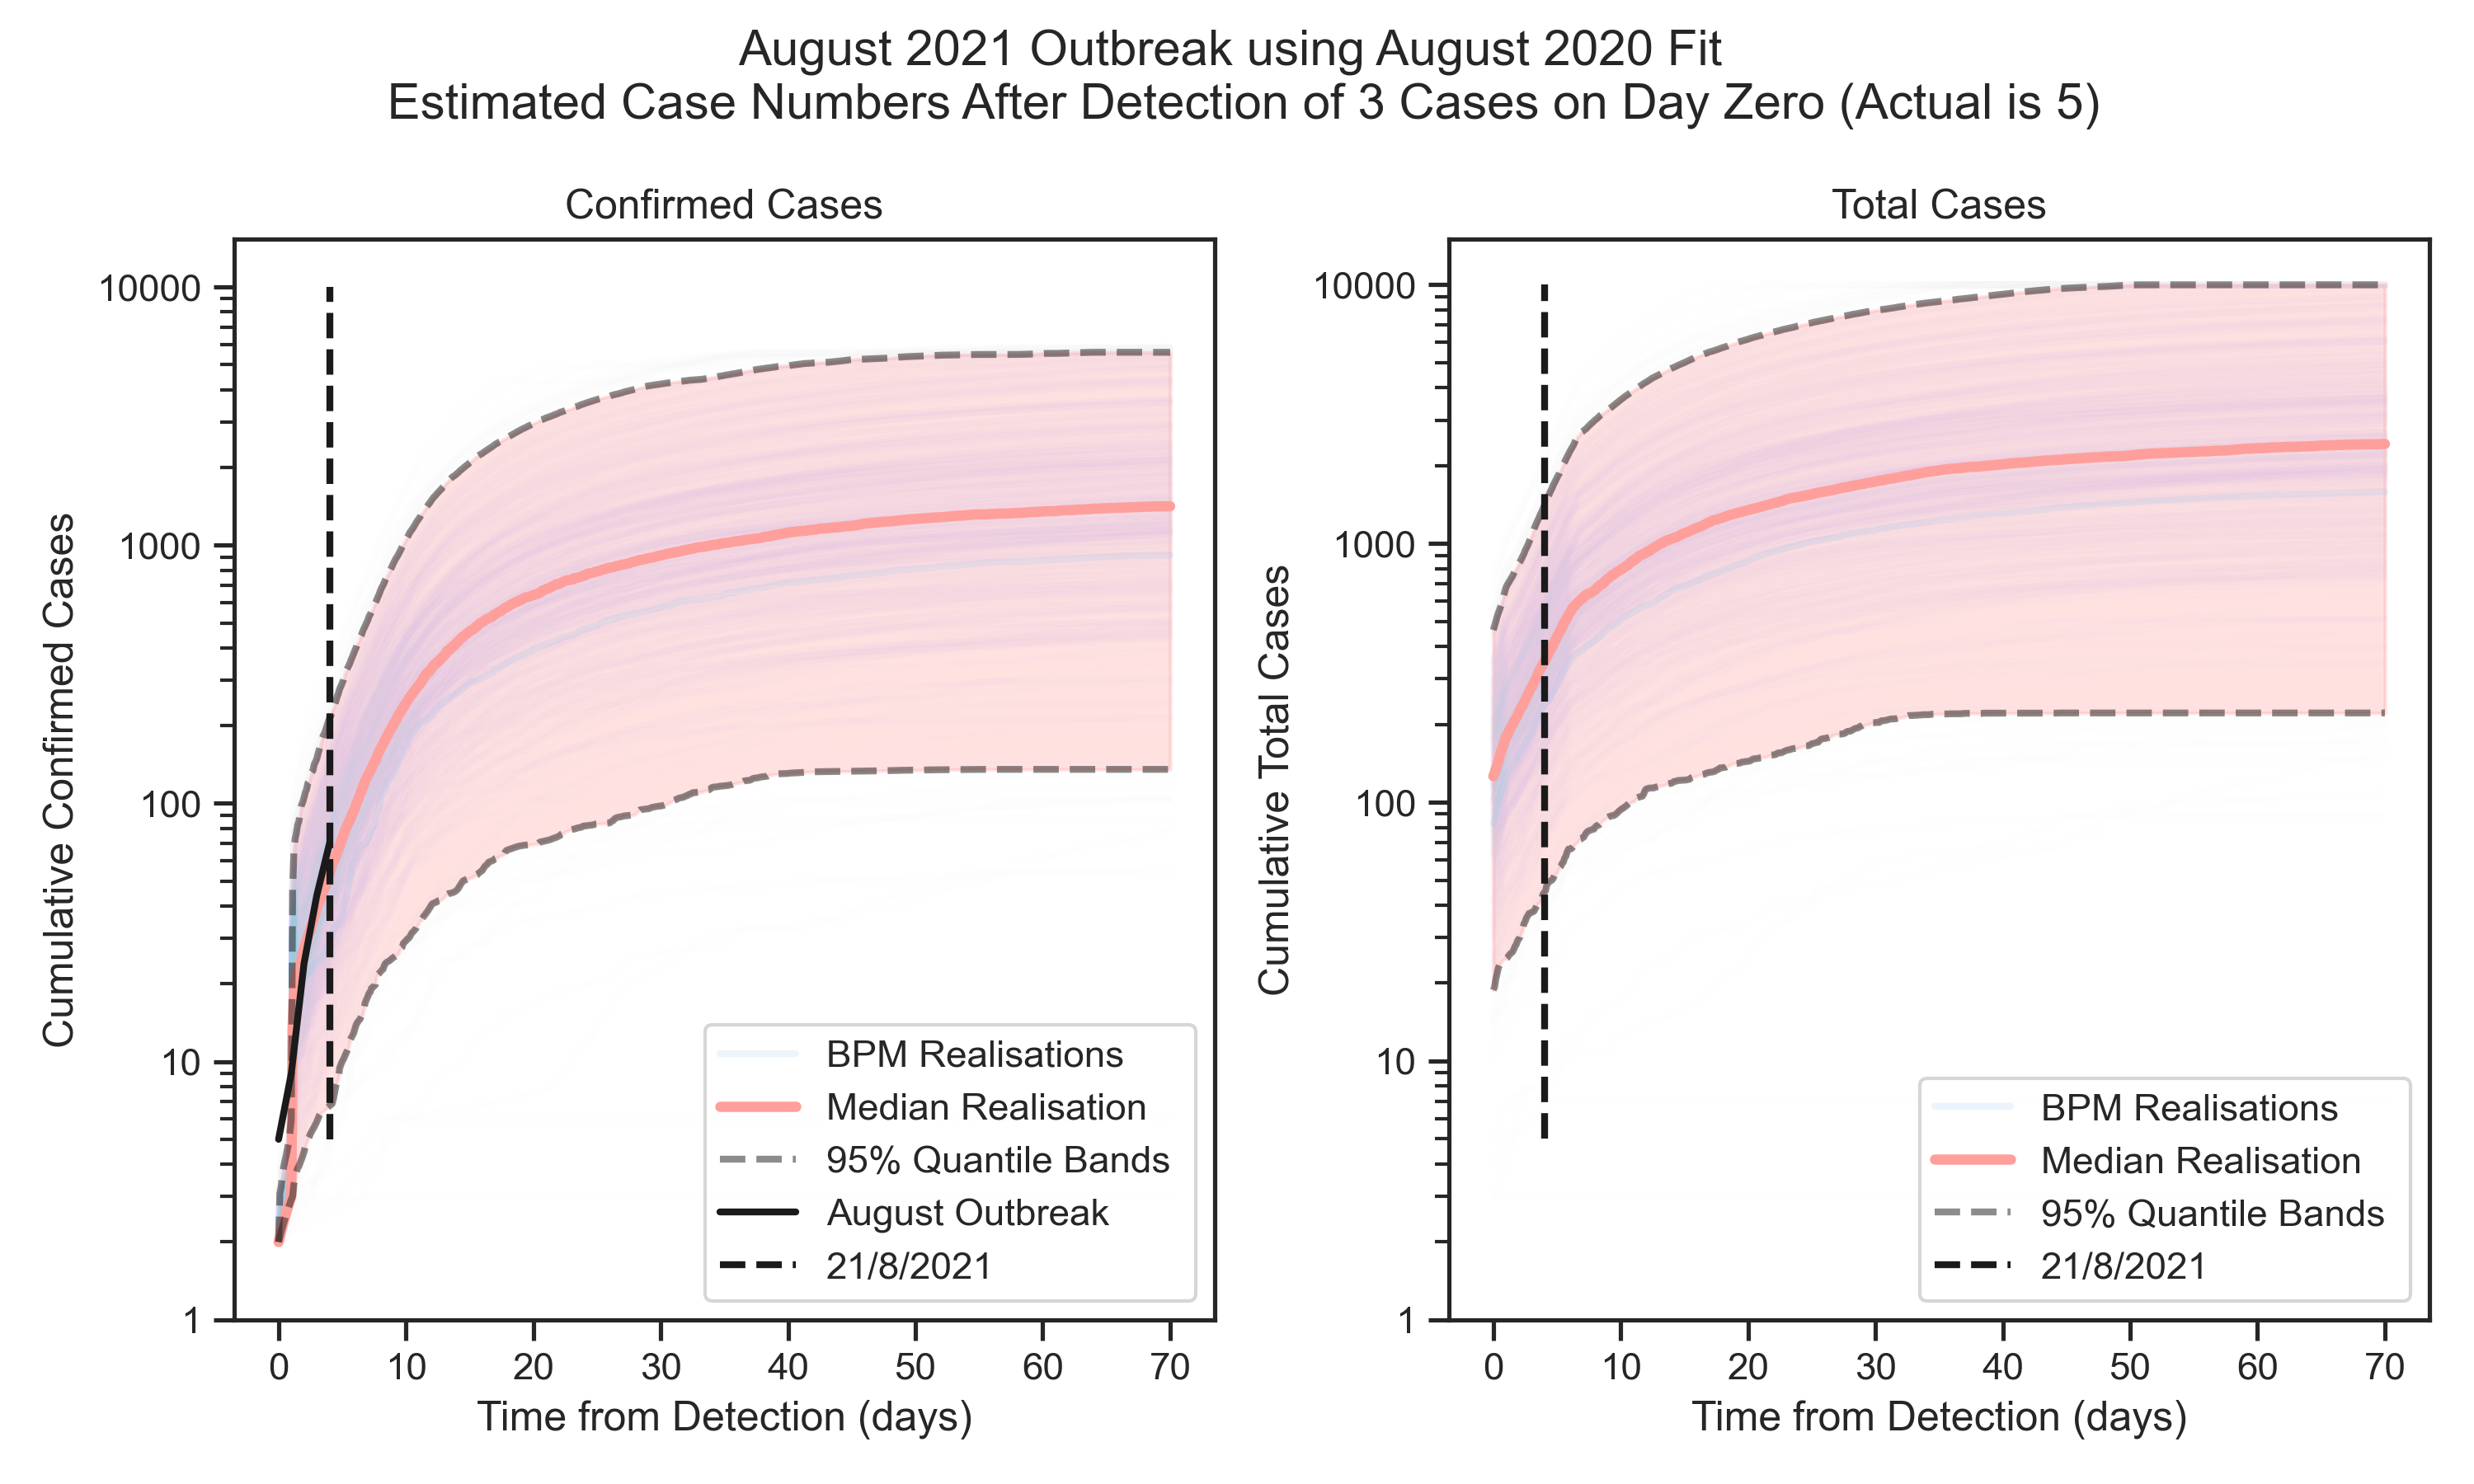 August 2021 Outbreak using August 2020 Fit
Estimated Case Numbers After Detection of 3 Cases on Day Zero (Actual is 5)
Confirmed Cases
10000
1000
100
10
1
Cumulative Confirmed Cases
0 10 20 30 40 50 60 70
Time from Detection (days)
BPM Realisations
Median Realisation
95% Quantile Bands
August Outbreak
21/8/2021
Total Cases
10000
1000
100
10
1
Cumulative Total Cases
0 10 20 30 40 50 60 70
Time from Detection (days)
BPM Realisations
Median Realisation
95% Quantile Bands
21/8/2021